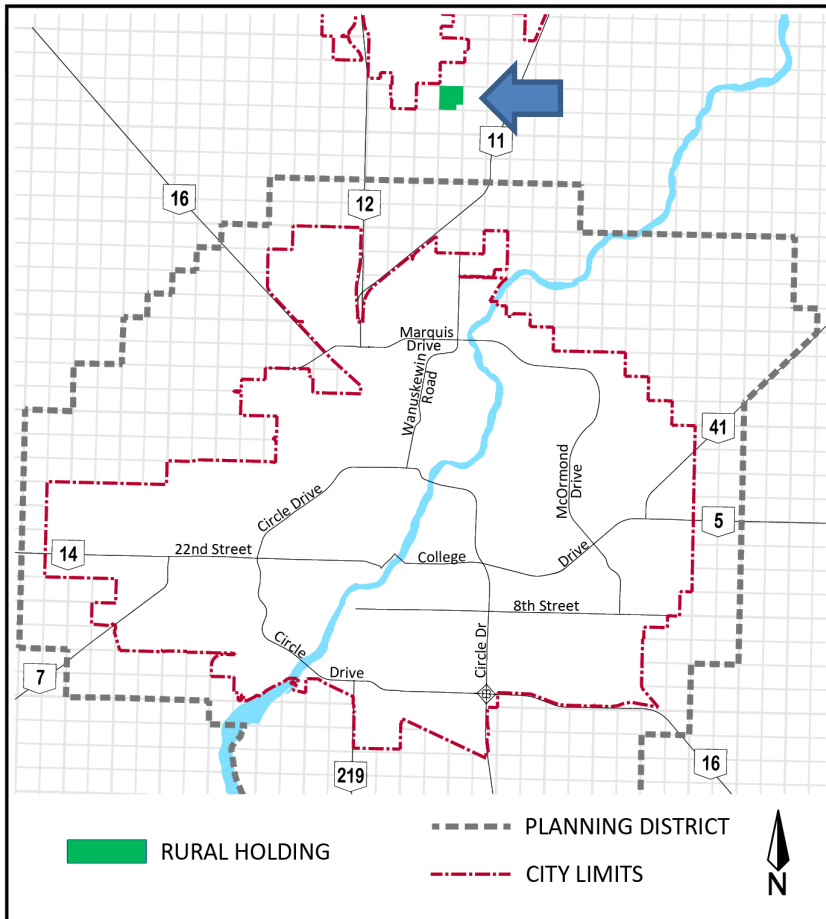 11
16
12
Marquis
Drive
Wanuskewin
Road
41
McOrmond
Drive
Circle Drive
5
14
22nd Street
College
Drive
8th Street
Circle
Drive
Circle Dr
7
16
219
RURAL HOLDING
PLANNING DISTRICT
CITY LIMITS
N